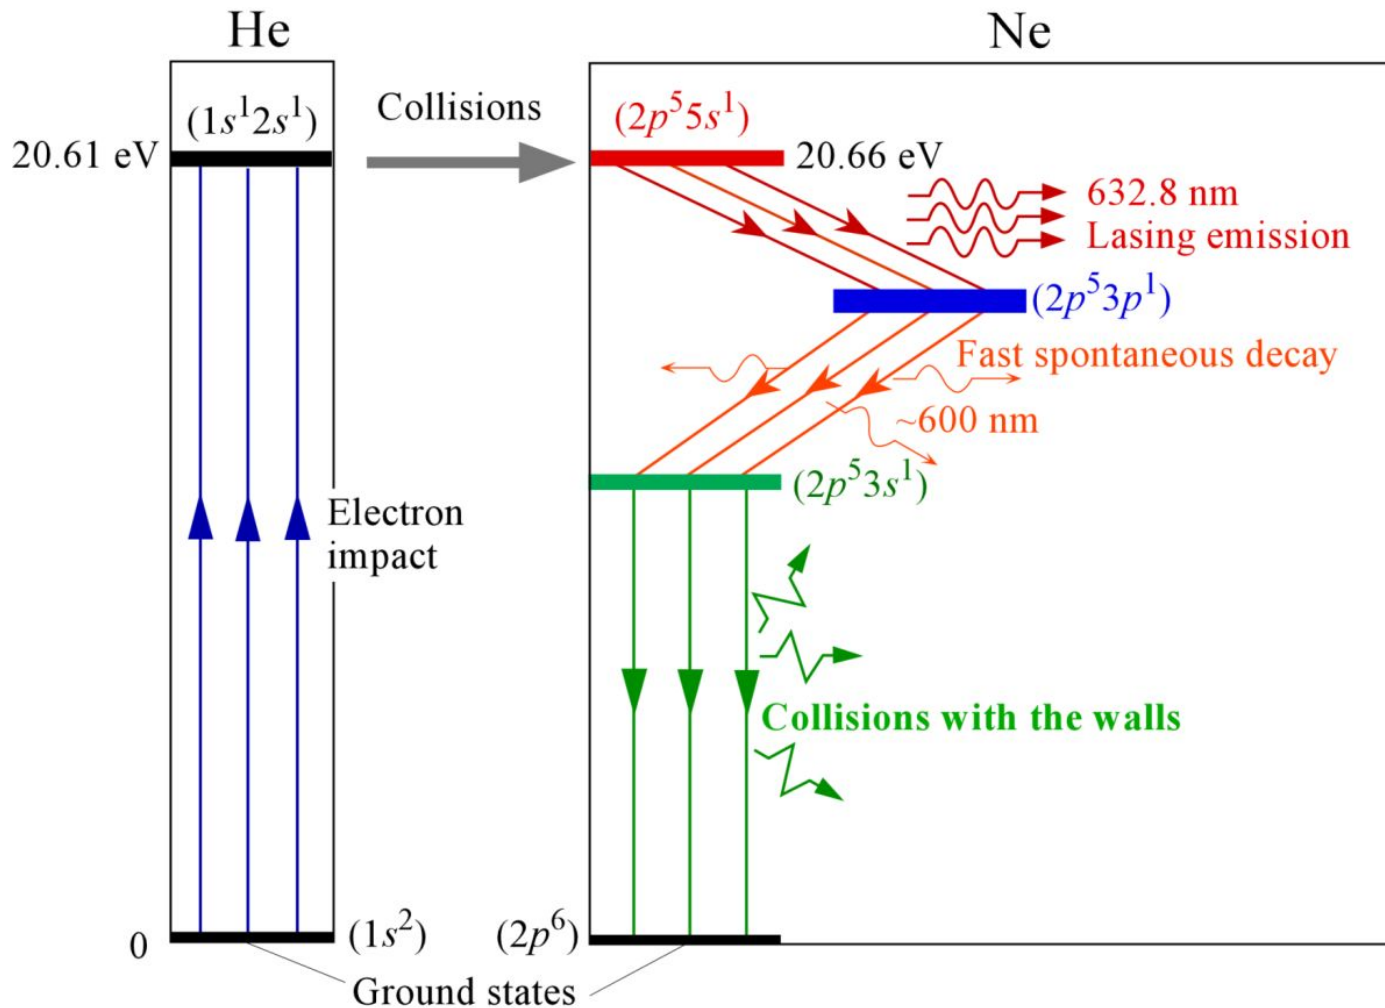 He
Ne
(1s¹2s¹)
Collisions
(2p⁵5s¹)
20.61 eV
20.66 eV
632.8 nm
Lasing emission
(2p⁵3p¹)
Fast spontaneous decay
~600 nm
(2p⁵3s¹)
Electron
impact
Collisions with the walls
0
(1s²)
(2p⁶)
Ground states